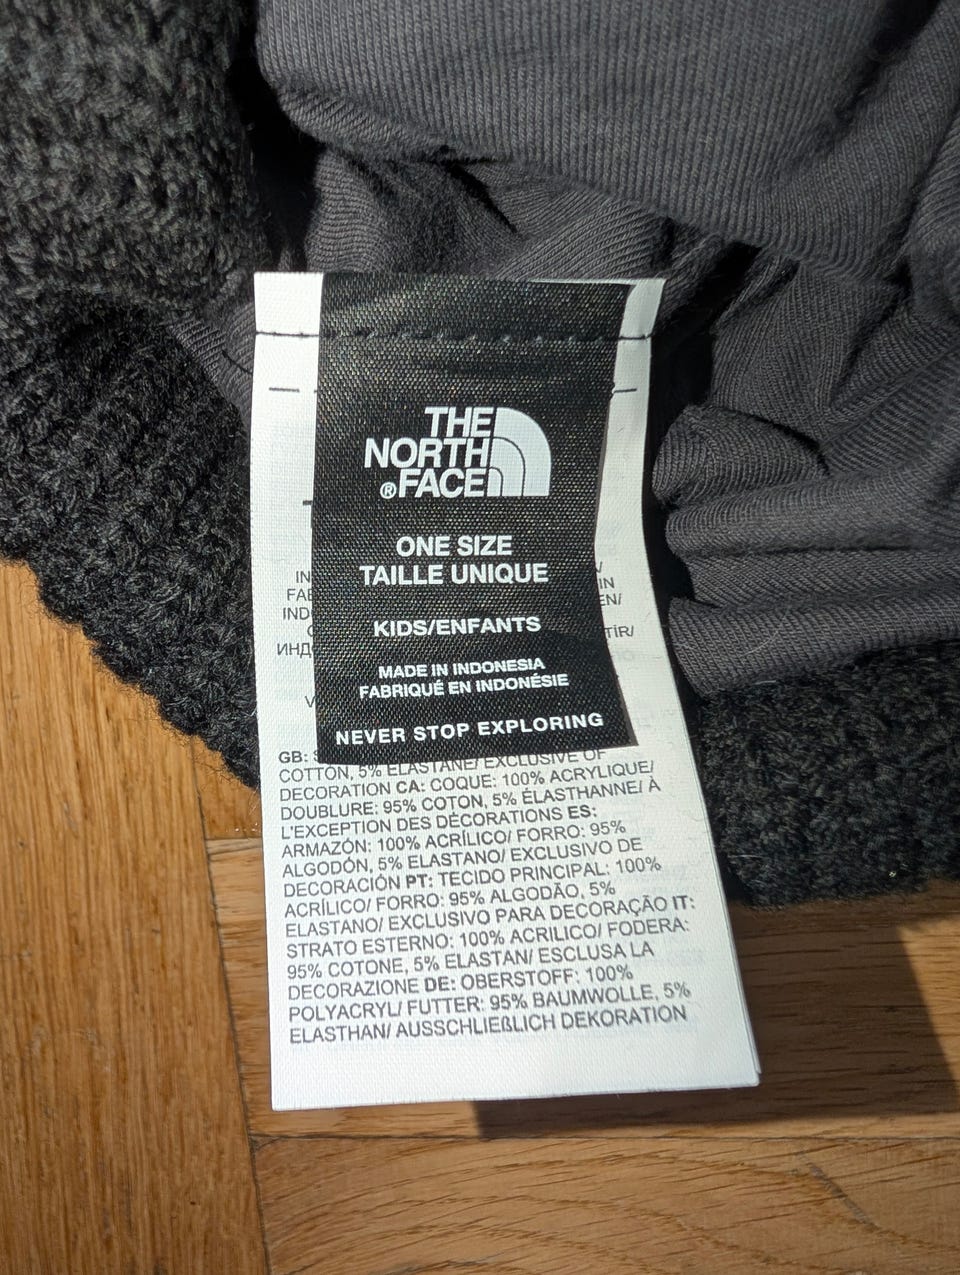 THE
NORTH
®FACE
ONE SIZE
TAILLE UNIQUE
KIDS/ENFANTS
MADE IN INDONESIA
FABRIQUÉ EN INDONÉSIE
NEVER STOP EXPLORING
GB:
COTTON, 5% ELASTANE/ EXCLUSIVE OF
DECORATION CA: COQUE: 100% ACRYLIQUE/
DOUBLURE: 95% COTON, 5% ÉLASTHANNE/ À
L'EXCEPTION DES DÉCORATIONS ES:
ARMAZÓN: 100% ACRÍLICO/ FORRO: 95%
ALGODÓN, 5% ELASTANO/ EXCLUSIVO DE
DECORACIÓN PT: TECIDO PRINCIPAL: 100%
ACRÍLICO/ FORRO: 95% ALGODÃO, 5%
ELASTANO/ EXCLUSIVO PARA DECORAÇÃO IT:
STRATO ESTERNO: 100% ACRILICO/ FODERA:
95% COTONE, 5% ELASTAN/ ESCLUSA LA
DECORAZIONE DE: OBERSTOFF: 100%
POLYACRYL/ FUTTER: 95% BAUMWOLLE, 5%
ELASTHAN/ AUSSCHLIEßLICH DEKORATION